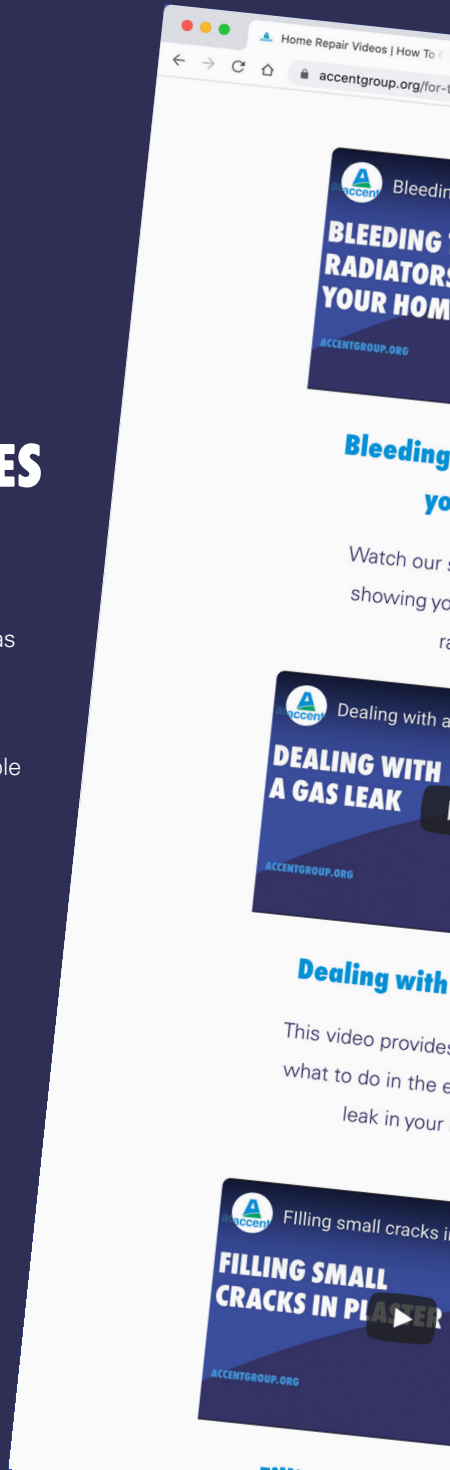 Home Repair Videos | How To
accentgroup.org/for-t
accent
Bleedin
BLEEDING
RADIATORS
YOUR HOM
ACCENTGROUP.ORG
Bleeding
yo
Watch our s
showing yo
ra
ES
as
ple
accent
Dealing with a
DEALING WITH
A GAS LEAK
ACCENTGROUP.ORG
Dealing with
This video provides
what to do in the e
leak in your
accent
FIlling small cracks i
FILLING SMALL
CRACKS IN PLASTER
ACCENTGROUP.ORG